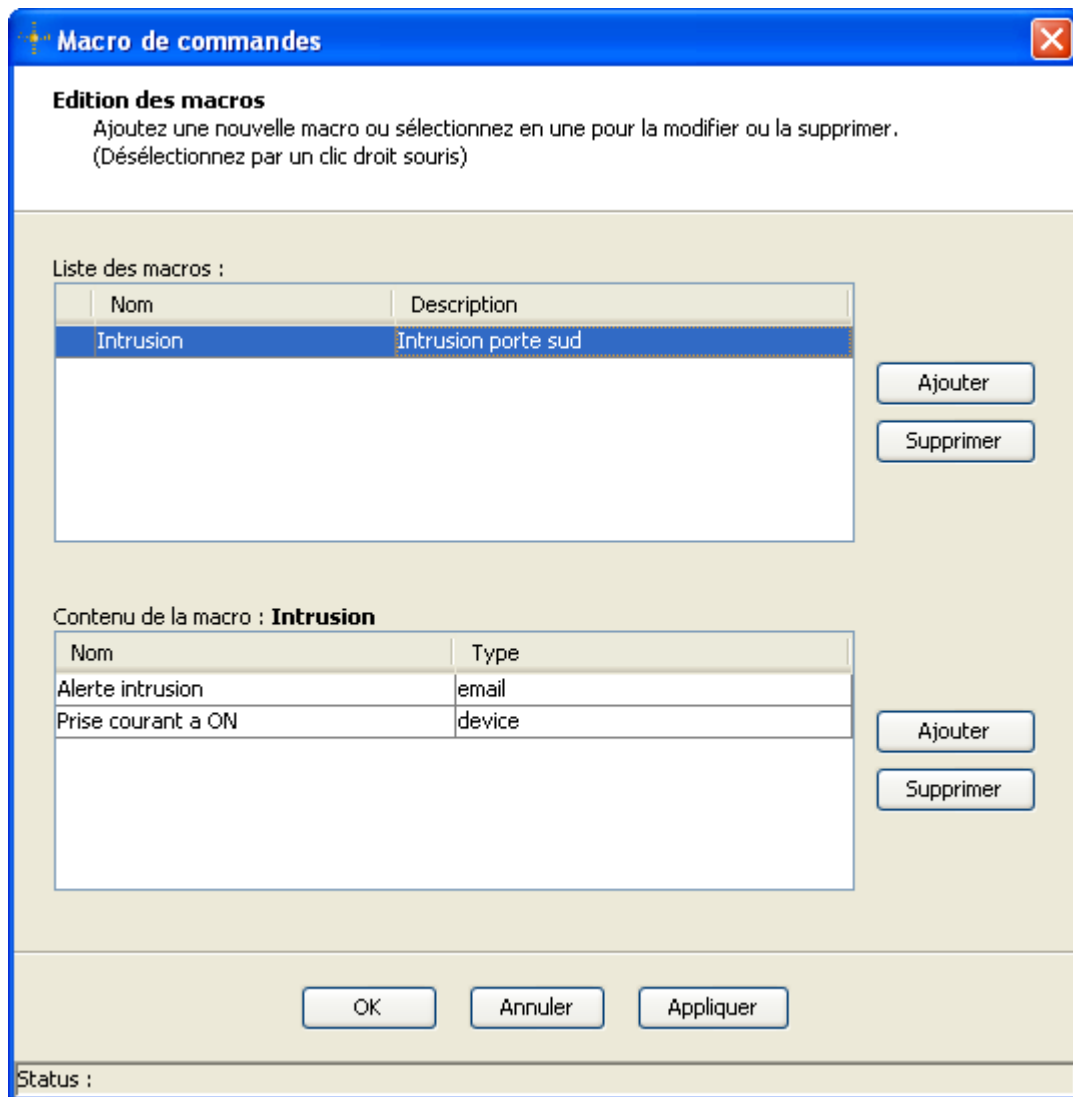 Macro de commandes
Edition des macros
Ajoutez une nouvelle macro ou sélectionnez en une pour la modifier ou la supprimer.
(Désélectionnez par un clic droit souris)
Liste des macros :
Nom Description
Intrusion Intrusion porte sud
Ajouter
Supprimer
Contenu de la macro : Intrusion
Nom Type
Alerte intrusion email
Prise courant a ON device
Ajouter
Supprimer
OK Annuler Appliquer
Status :